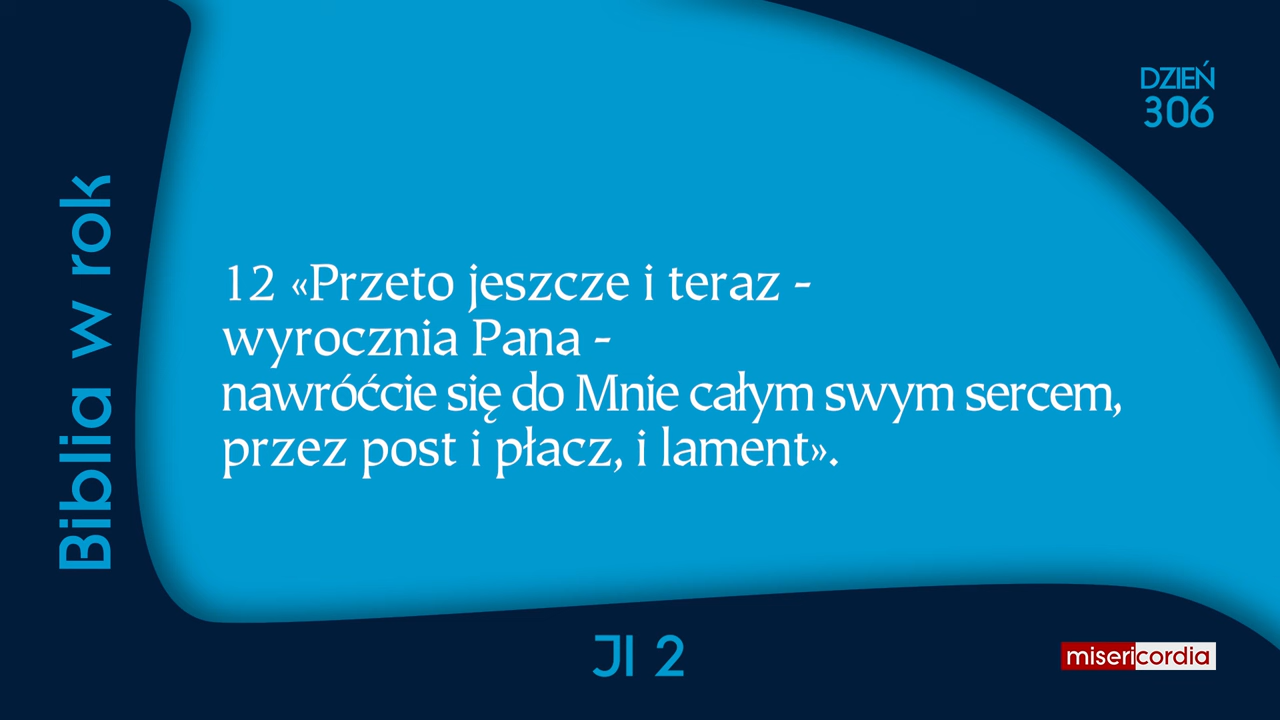 DZIEŃ
306
Biblia w rok
12 «Przeto jeszcze i teraz -
wyrocznia Pana -
nawróćcie się do Mnie całym swym sercem,
przez post i płacz, i lament».
Jl 2
misericordia